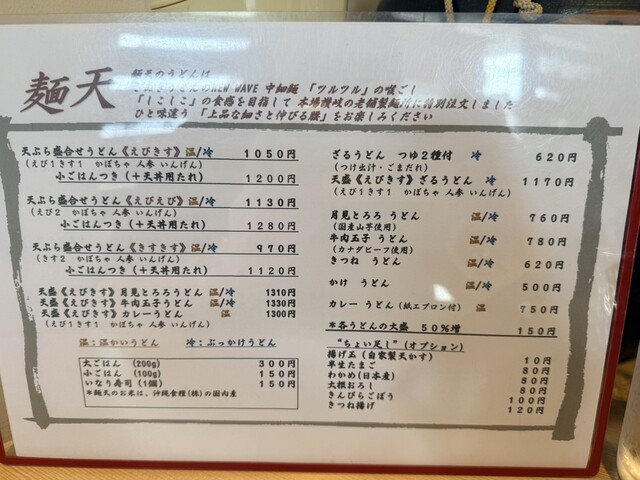 麺天
麺天のうどんは
NEW WAVE 中細麺 「ツルツル」の喉ごし
「しこしこ」の食感を目指して 本場讃岐の老舗製麺所に特別注文しました
ひと味違う 「上品な細さと伸びる腰」をお楽しみください
天ぷら盛合せうどん《えびきす》温/冷 1050円
(えび1きす1 かぼちゃ 人参 いんげん)
小ごはんつき(+天丼用たれ) 1200円
天ぷら盛合せうどん《えびえび》温/冷 1130円
(えび2 かぼちゃ 人参 いんげん)
小ごはんつき(+天丼用たれ) 1280円
天ぷら盛合せうどん《きすきす》温/冷 970円
(きす2 かぼちゃ 人参 いんげん)
小ごはんつき(+天丼用たれ) 1120円
天盛《えびきす》月見とろろうどん 温/冷 1310円
天盛《えびきす》牛肉玉子うどん 温/冷 1330円
天盛《えびきす》カレーうどん 温 1300円
(えび1きす1 かぼちゃ 人参 いんげん)
温:温かいうどん 冷:ぶっかけうどん
大ごはん (200g) 300円
小ごはん (100g) 150円
いなり寿司(1個) 150円
*麺天のお米は、沖縄食糧(株)の国内産
ざるうどん つゆ2種付 冷 620円
(つけ出汁・ごまだれ)
天盛《えびきす》ざるうどん 冷 1170円
(えび1きす1 かぼちゃ 人参 いんげん)
月見とろろ うどん 温/冷 760円
(国産山芋使用)
牛肉玉子 うどん 温/冷 780円
(カナダビーフ使用)
きつね うどん 温/冷 620円
かけ うどん 温/冷 500円
カレー うどん(紙エプロン付) 温 750円
*各うどんの大盛 50%増 150円
"ちょい足し"(オプション)
揚げ玉(自家製天かす) 10円
半生たまご 80円
わかめ(日本産) 80円
大根おろし 80円
きんぴらごぼう 100円
きつね揚げ 120円